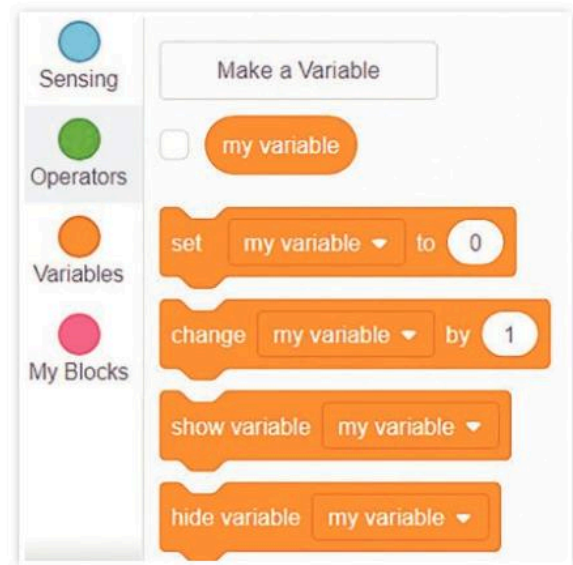 Sensing
Operators
Variables
My Blocks
Make a Variable
my variable
set my variable to 0
change my variable by 1
show variable my variable
hide variable my variable